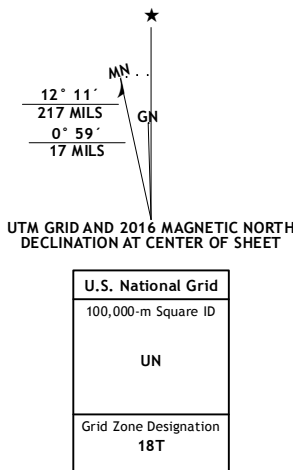 ★
MN
GN
12° 11´
217 MILS
0° 59´
17 MILS
UTM GRID AND 2016 MAGNETIC NORTH
DECLINATION AT CENTER OF SHEET
U.S. National Grid
100,000-m Square ID
UN
Grid Zone Designation
18T